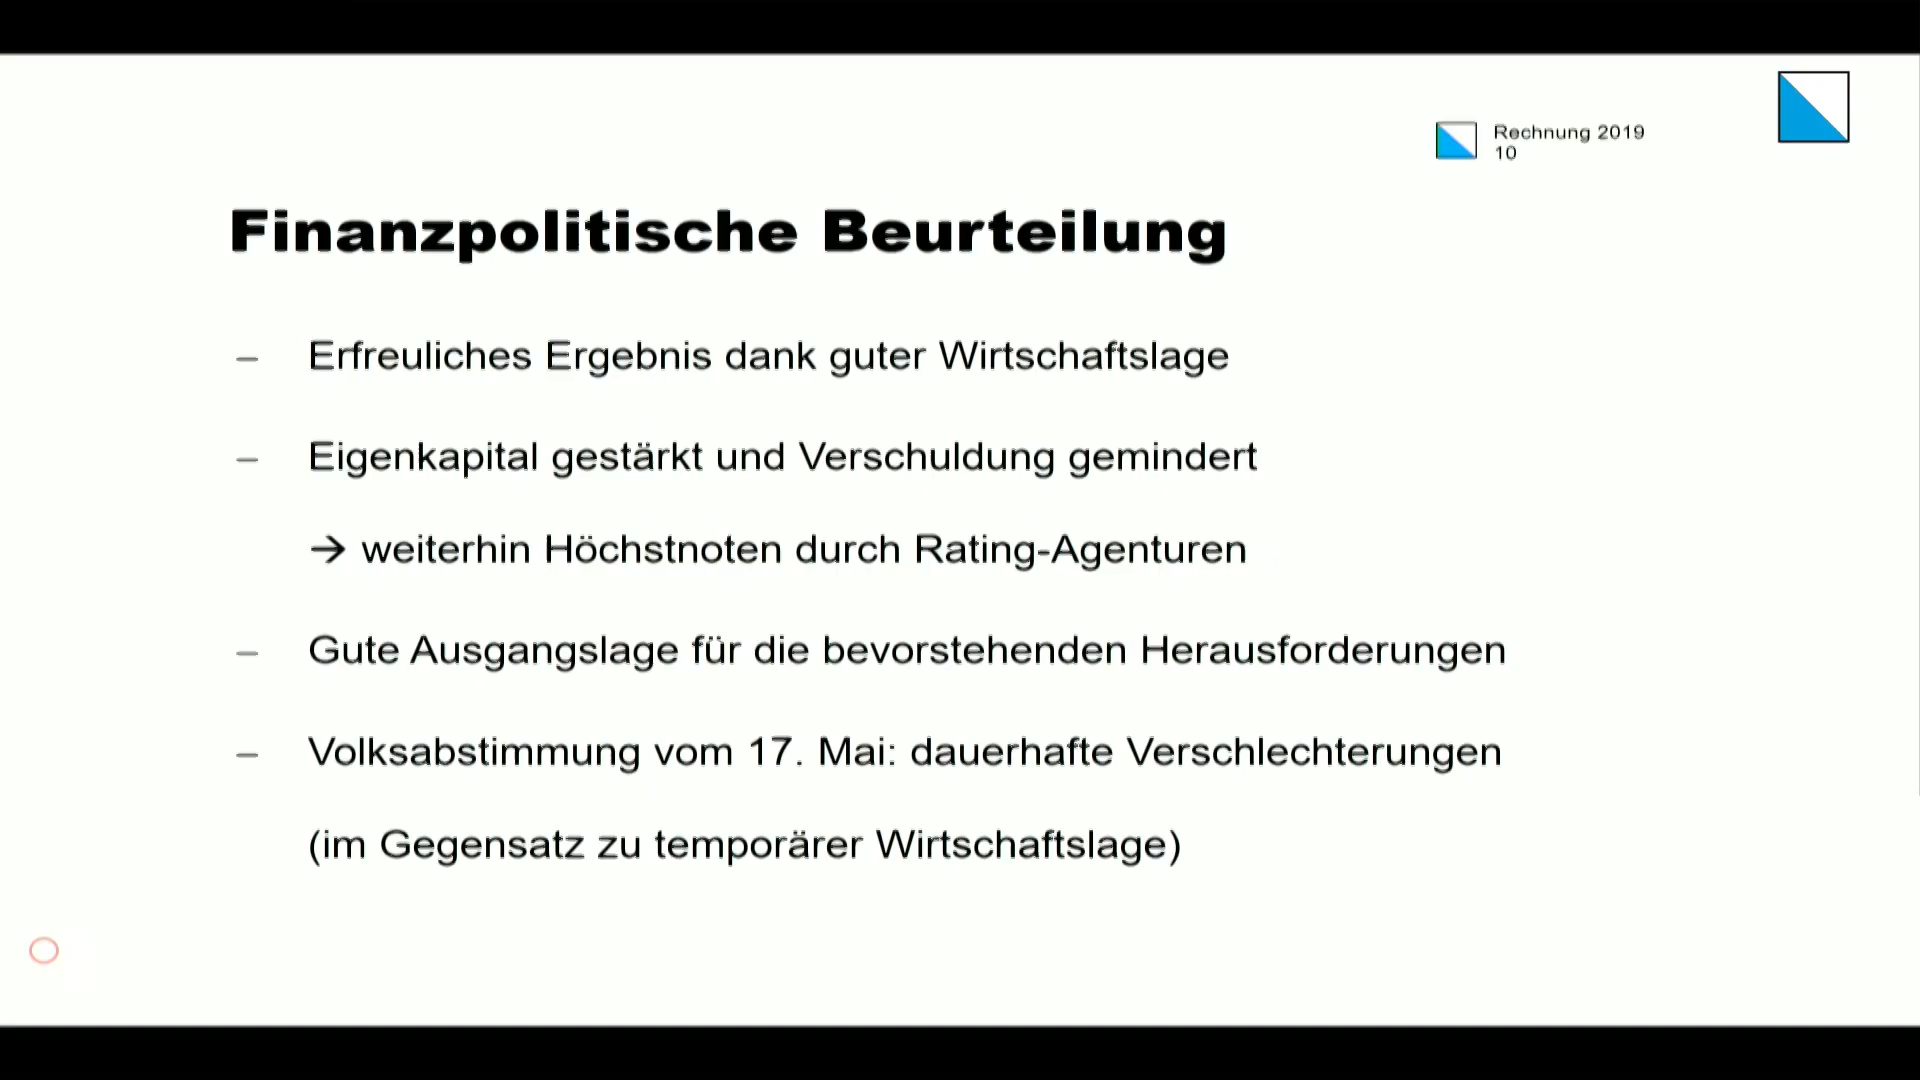 Rechnung 2019
10
Finanzpolitische Beurteilung
– Erfreuliches Ergebnis dank guter Wirtschaftslage
– Eigenkapital gestärkt und Verschuldung gemindert
→ weiterhin Höchstnoten durch Rating-Agenturen
– Gute Ausgangslage für die bevorstehenden Herausforderungen
– Volksabstimmung vom 17. Mai: dauerhafte Verschlechterungen
(im Gegensatz zu temporärer Wirtschaftslage)